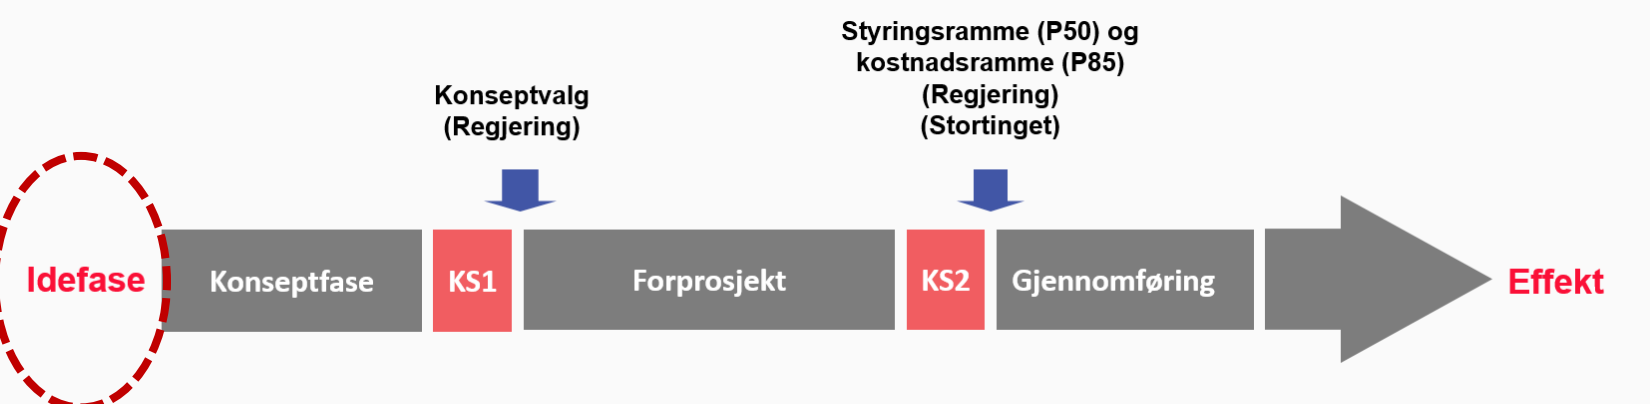 Styringsramme (P50) og
kostnadsramme (P85)
(Regjering)
(Stortinget)
Konseptvalg
(Regjering)
Idefase
Konseptfase
KS1
Forprosjekt
KS2
Gjennomføring
Effekt